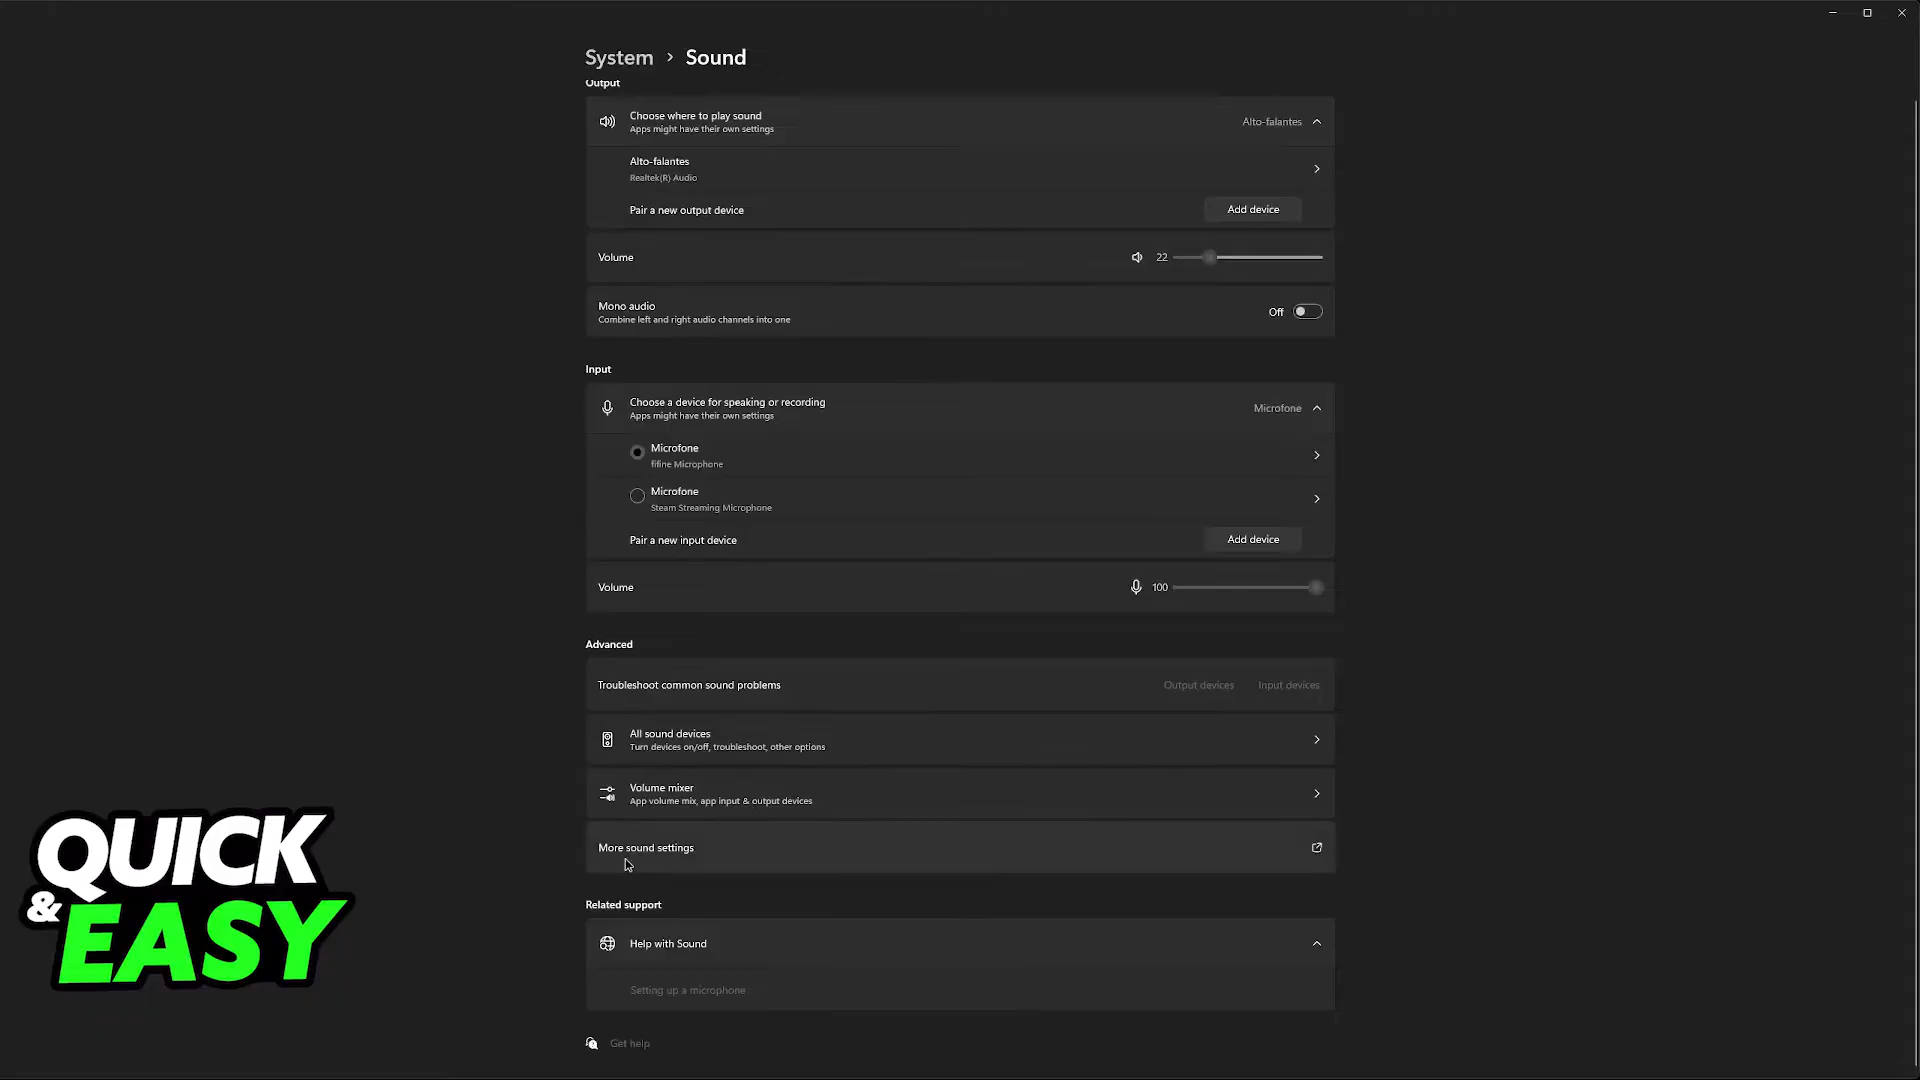 System › Sound
Output
Choose where to play sound
Apps might have their own settings
Alto-falantes
Alto-falantes
Realtek(R) Audio
Pair a new output device
Add device
Volume
22
Mono audio
Combine left and right audio channels into one
Off
Input
Choose a device for speaking or recording
Apps might have their own settings
Microfone
Microfone
fifine Microphone
Microfone
Steam Streaming Microphone
Pair a new input device
Add device
Volume
100
Advanced
Troubleshoot common sound problems
Output devices
Input devices
All sound devices
Turn devices on/off, troubleshoot, other options
Volume mixer
App volume mix, app input & output devices
More sound settings
Related support
Help with Sound
Setting up a microphone
Get help
QUICK
& EASY